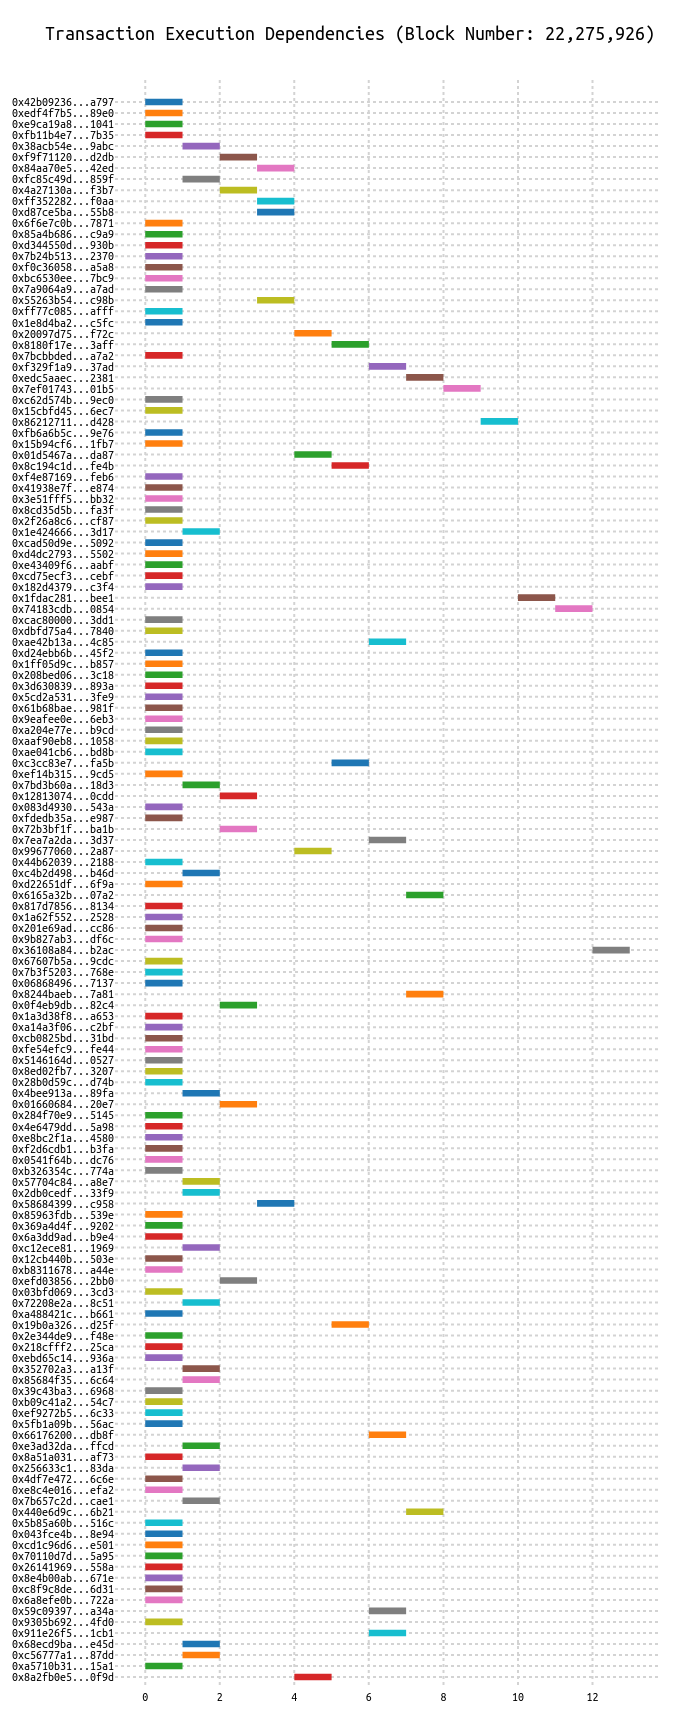 Transaction Execution Dependencies (Block Number: 22,275,926)
0x42b09236...a797
0xedf4f7b5...89e0
0xe9ca19a8...1041
0xfb11b4e7...7b35
0x38acb54e...9abc
0xf9f71120...d2db
0x84aa70e5...42ed
0xfc85c49d...859f
0x4a27130a...f3b7
0xff352282...f0aa
0xd87ce5ba...55b8
0x6f6e7c0b...7871
0x85a4b686...c9a9
0xd344550d...930b
0x7b24b513...2370
0xf0c36058...a5a8
0xbc6530ee...7bc9
0x7a9064a9...a7ad
0x55263b54...c98b
0xff77c085...afff
0x1e8d4ba2...c5fc
0x20097d75...f72c
0x8180f17e...3aff
0x7bcbbded...a7a2
0xf329f1a9...37ad
0xedc5aaec...2381
0x7ef01743...01b5
0xc62d574b...9ec0
0x15cbfd45...6ec7
0x86212711...d428
0xfb6a6b5c...9e76
0x15b94cf6...1fb7
0x01d5467a...da87
0x8c194c1d...fe4b
0xf4e87169...feb6
0x41938e7f...e874
0x3e51fff5...bb32
0x8cd35d5b...fa3f
0x2f26a8c6...cf87
0x1e424666...3d17
0xcad50d9e...5092
0xd4dc2793...5502
0xe43409f6...aabf
0xcd75ecf3...cebf
0x182d4379...c3f4
0x1fdac281...bee1
0x74183cdb...0854
0xcac80000...3dd1
0xdbfd75a4...7840
0xae42b13a...4c85
0xd24ebb6b...45f2
0x1ff05d9c...b857
0x208bed06...3c18
0x3d630839...893a
0x5cd2a531...3fe9
0x61b68bae...981f
0x9eafee0e...6eb3
0xa204e77e...b9cd
0xaaf90eb8...1058
0xae041cb6...bd8b
0xc3cc83e7...fa5b
0xef14b315...9cd5
0x7bd3b60a...18d3
0x12813074...0cdd
0x083d4930...543a
0xfdedb35a...e987
0x72b3bf1f...ba1b
0x7ea7a2da...3d37
0x99677060...2a87
0x44b62039...2188
0xc4b2d498...b46d
0xd22651df...6f9a
0x6165a32b...07a2
0x817d7856...8134
0x1a62f552...2528
0x201e69ad...cc86
0x9b827ab3...df6c
0x36108a84...b2ac
0x67607b5a...9cdc
0x7b3f5203...768e
0x06868496...7137
0x8244baeb...7a81
0x0f4eb9db...82c4
0x1a3d38f8...a653
0xa14a3f06...c2bf
0xcb0825bd...31bd
0xfe54efc9...fe44
0x5146164d...0527
0x8ed02fb7...3207
0x28b0d59c...d74b
0x4bee913a...89fa
0x01660684...20e7
0x284f70e9...5145
0x4e6479dd...5a98
0xe8bc2f1a...4580
0xf2d6cdb1...b3fa
0x0541f64b...dc76
0xb326354c...774a
0x57704c84...a8e7
0x2db0cedf...33f9
0x58684399...c958
0x85963fdb...539e
0x369a4d4f...9202
0x6a3dd9ad...b9e4
0xc12ece81...1969
0x12cb440b...503e
0xb8311678...a44e
0xefd03856...2bb0
0x03bfd069...3cd3
0x72208e2a...8c51
0xa488421c...b661
0x19b0a326...d25f
0x2e344de9...f48e
0x218cfff2...25ca
0xebd65c14...936a
0x352702a3...a13f
0x85684f35...6c64
0x39c43ba3...6968
0xb09c41a2...54c7
0xef9272b5...6c33
0x5fb1a09b...56ac
0x66176200...db8f
0xe3ad32da...ffcd
0x8a51a031...af73
0x256633c1...83da
0x4df7e472...6c6e
0xe8c4e016...efa2
0x7b657c2d...cae1
0x440e6d9c...6b21
0x5b85a60b...516c
0x043fce4b...8e94
0xcd1c96d6...e501
0x70110d7d...5a95
0x26141969...558a
0x8e4b00ab...671e
0xc8f9c8de...6d31
0x6a8efe0b...722a
0x59c09397...a34a
0x9305b692...4fd0
0x911e26f5...1cb1
0x68ecd9ba...e45d
0xc56777a1...87dd
0xa5710b31...15a1
0x8a2fb0e5...0f9d
0 2 4 6 8 10 12